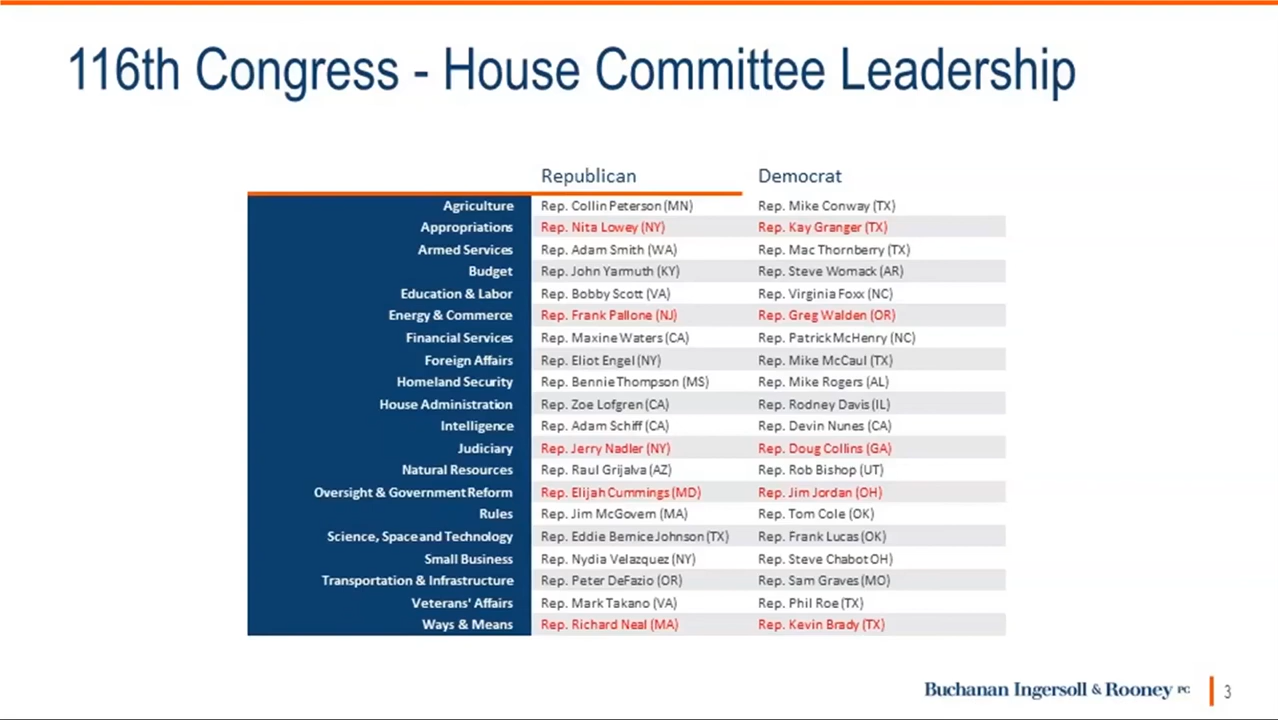 116th Congress - House Committee Leadership
Republican Democrat
Agriculture Rep. Collin Peterson (MN) Rep. Mike Conway (TX)
Appropriations Rep. Nita Lowey (NY) Rep. Kay Granger (TX)
Armed Services Rep. Adam Smith (WA) Rep. Mac Thornberry (TX)
Budget Rep. John Yarmuth (KY) Rep. Steve Womack (AR)
Education & Labor Rep. Bobby Scott (VA) Rep. Virginia Foxx (NC)
Energy & Commerce Rep. Frank Pallone (NJ) Rep. Greg Walden (OR)
Financial Services Rep. Maxine Waters (CA) Rep. Patrick McHenry (NC)
Foreign Affairs Rep. Eliot Engel (NY) Rep. Mike McCaul (TX)
Homeland Security Rep. Bennie Thompson (MS) Rep. Mike Rogers (AL)
House Administration Rep. Zoe Lofgren (CA) Rep. Rodney Davis (IL)
Intelligence Rep. Adam Schiff (CA) Rep. Devin Nunes (CA)
Judiciary Rep. Jerry Nadler (NY) Rep. Doug Collins (GA)
Natural Resources Rep. Raul Grijalva (AZ) Rep. Rob Bishop (UT)
Oversight & Government Reform Rep. Elijah Cummings (MD) Rep. Jim Jordan (OH)
Rules Rep. Jim McGovern (MA) Rep. Tom Cole (OK)
Science, Space and Technology Rep. Eddie Bernice Johnson (TX) Rep. Frank Lucas (OK)
Small Business Rep. Nydia Velazquez (NY) Rep. Steve Chabot OH)
Transportation & Infrastructure Rep. Peter DeFazio (OR) Rep. Sam Graves (MO)
Veterans' Affairs Rep. Mark Takano (VA) Rep. Phil Roe (TX)
Ways & Means Rep. Richard Neal (MA) Rep. Kevin Brady (TX)
Buchanan Ingersoll & Rooney PC 3